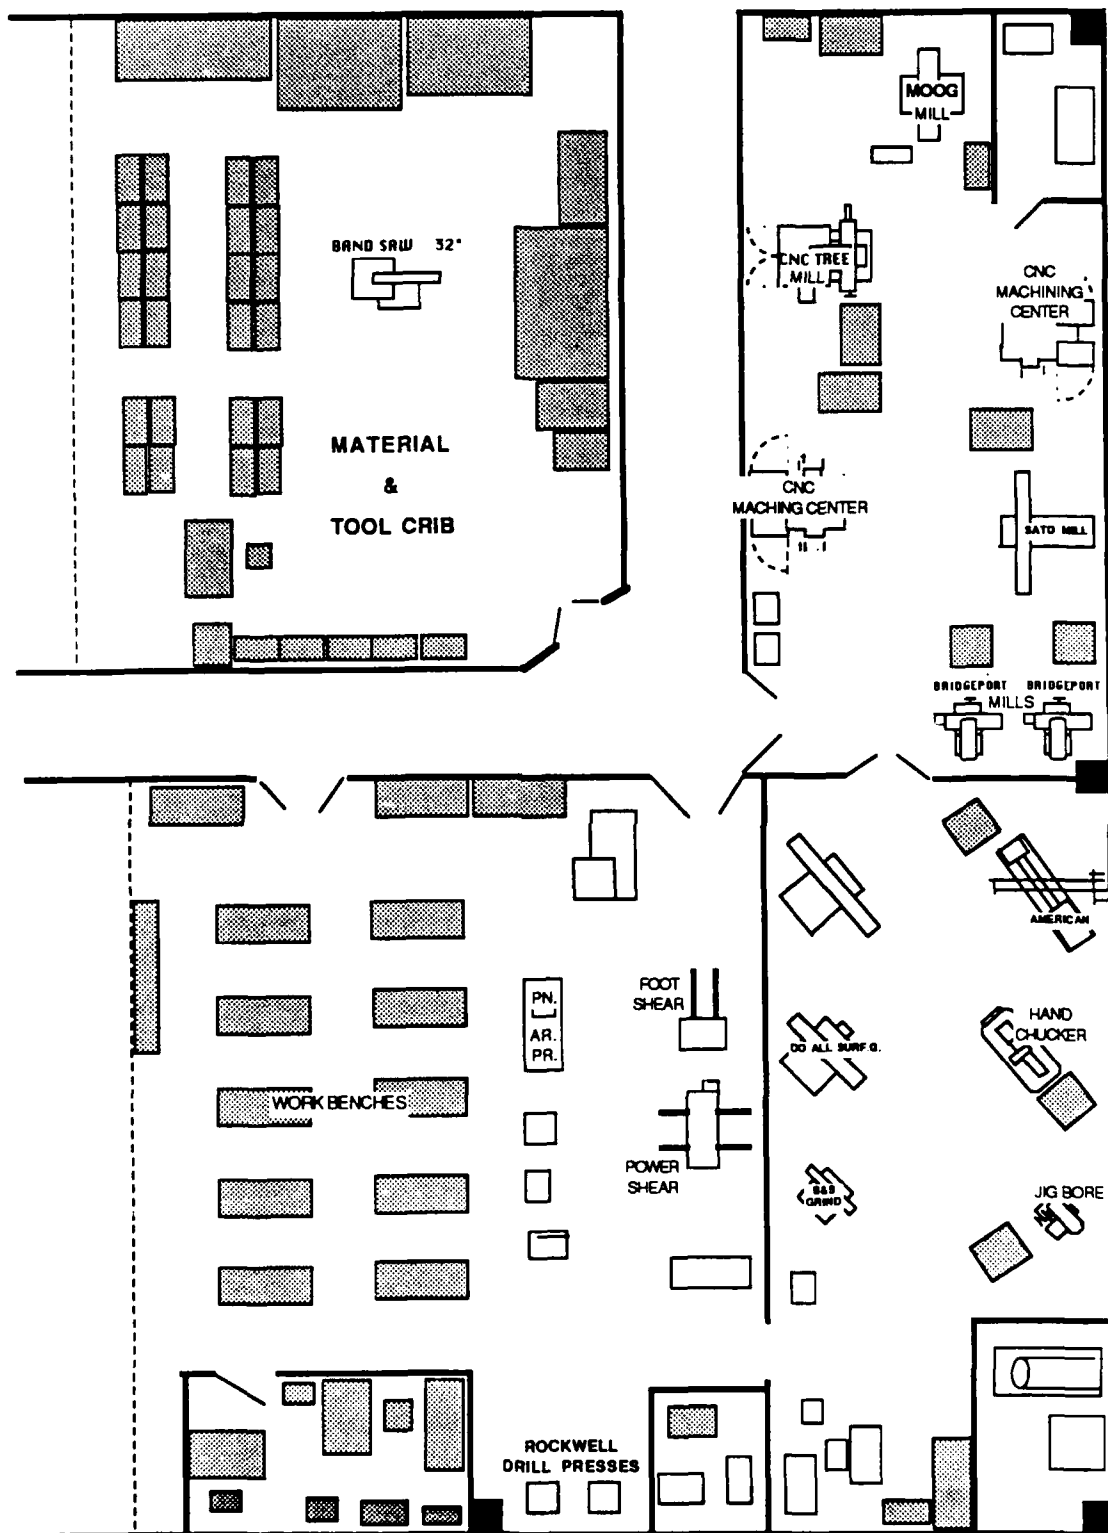 MOOG
MILL
BAND SAW 32"
CNC TREE
MILL
CNC
MACHINING
CENTER
MATERIAL
&
TOOL CRIB
CNC
MACHING CENTER
SATO MILL
BRIDGEPORT BRIDGEPORT
MILLS
AMERICAN
FOOT
SHEAR
PN.
AR.
PR.
HAND
CHUCKER
DO ALL SURF.G.
WORK BENCHES
POWER
SHEAR
B&S
GRIND
JIG BORE
ROCKWELL
DRILL PRESSES